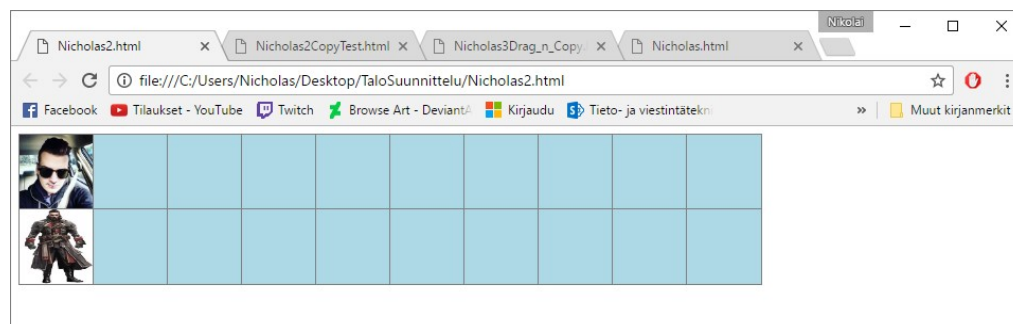 Nikolai
Nicholas2.html Nicholas2CopyTest.html Nicholas3Drag_n_Copy. Nicholas.html
file:///C:/Users/Nicholas/Desktop/TaloSuunnittelu/Nicholas2.html
Facebook Tilaukset - YouTube Twitch Browse Art - DeviantA Kirjaudu Tieto- ja viestintätekni » Muut kirjanmerkit